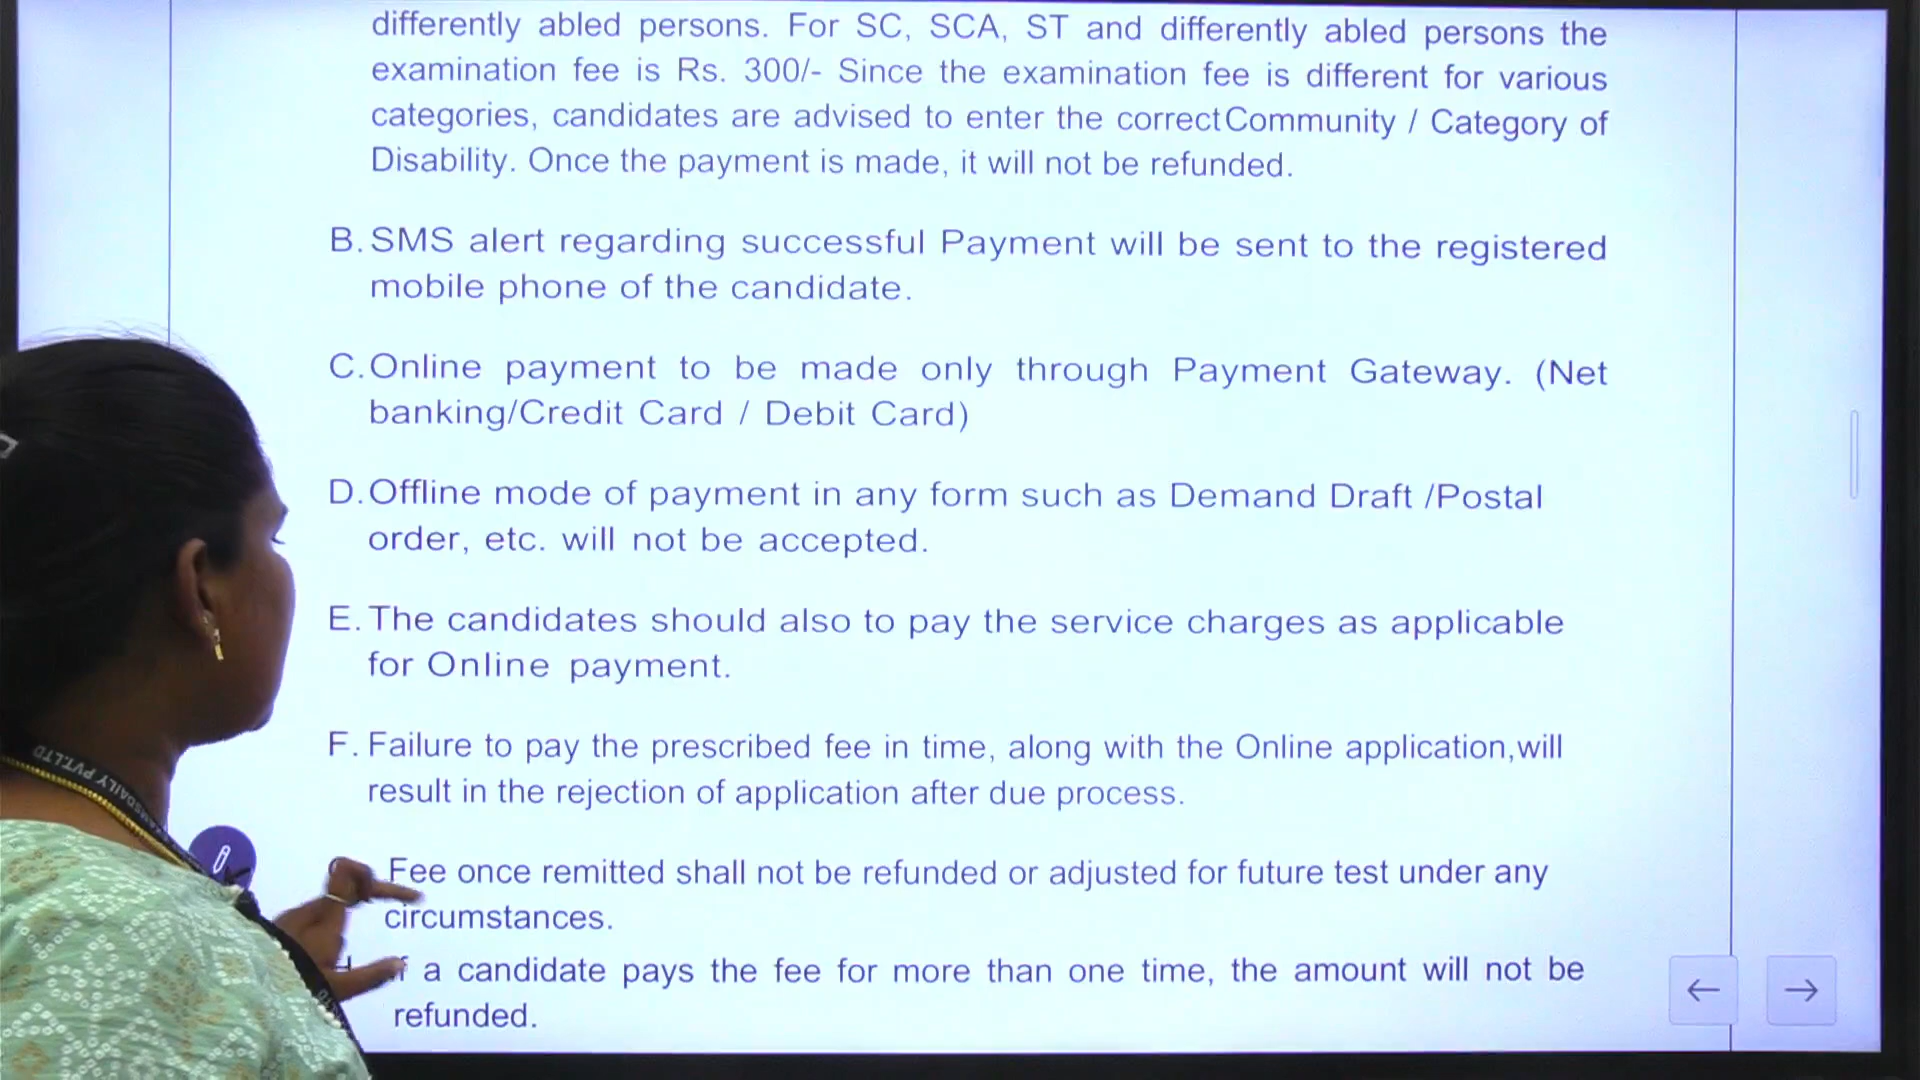 differently abled persons. For SC, SCA, ST and differently abled persons the
examination fee is Rs. 300/- Since the examination fee is different for various
categories, candidates are advised to enter the correctCommunity / Category of
Disability. Once the payment is made, it will not be refunded.
B. SMS alert regarding successful Payment will be sent to the registered
mobile phone of the candidate.
C. Online payment to be made only through Payment Gateway. (Net
banking/Credit Card / Debit Card)
D. Offline mode of payment in any form such as Demand Draft /Postal
order, etc. will not be accepted.
E. The candidates should also to pay the service charges as applicable
for Online payment.
F. Failure to pay the prescribed fee in time, along with the Online application,will
result in the rejection of application after due process.
Fee once remitted shall not be refunded or adjusted for future test under any
circumstances.
If a candidate pays the fee for more than one time, the amount will not be
refunded.
EXAMSDAILY PVT.LTD